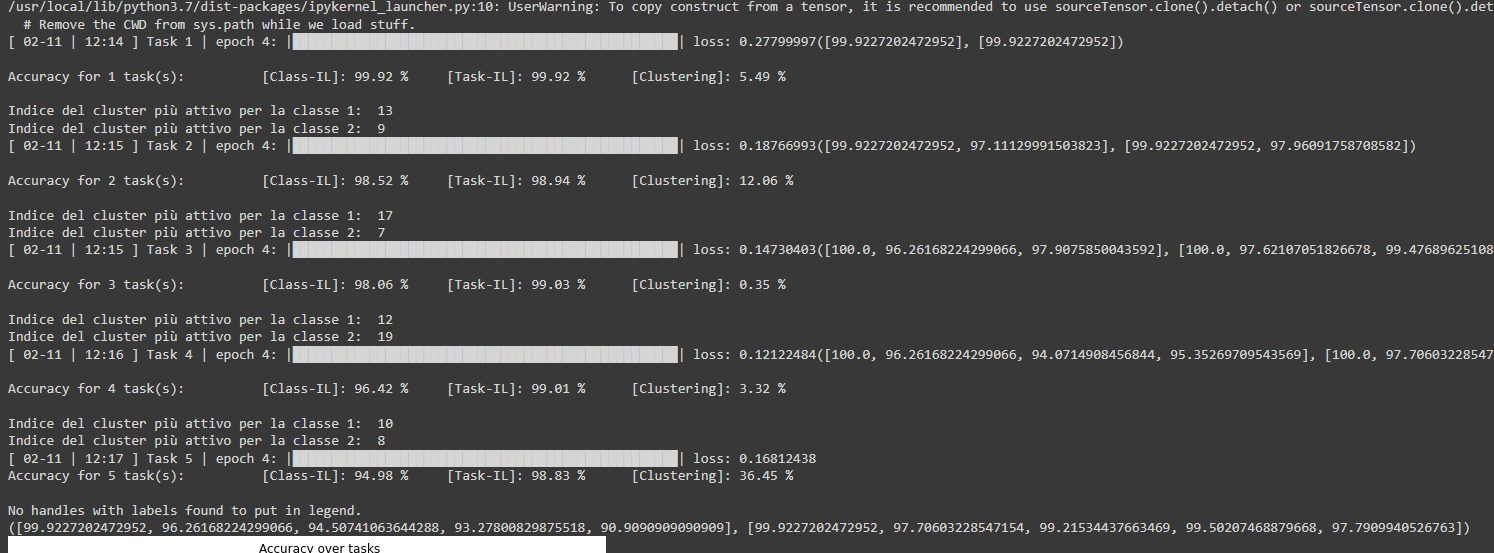 /usr/local/lib/python3.7/dist-packages/ipykernel_launcher.py:10: UserWarning: To copy construct from a tensor, it is recommended to use sourceTensor.clone().detach() or sourceTensor.clone().det
# Remove the CWD from sys.path while we load stuff.
[ 02-11 | 12:14 ] Task 1 | epoch 4: |██████████████████████████████████████████████████| loss: 0.27799997([99.9227202472952], [99.9227202472952])
Accuracy for 1 task(s): [Class-IL]: 99.92 % [Task-IL]: 99.92 % [Clustering]: 5.49 %
Indice del cluster più attivo per la classe 1: 13
Indice del cluster più attivo per la classe 2: 9
[ 02-11 | 12:15 ] Task 2 | epoch 4: |██████████████████████████████████████████████████| loss: 0.18766993([99.9227202472952, 97.11129991503823], [99.9227202472952, 97.96091758708582])
Accuracy for 2 task(s): [Class-IL]: 98.52 % [Task-IL]: 98.94 % [Clustering]: 12.06 %
Indice del cluster più attivo per la classe 1: 17
Indice del cluster più attivo per la classe 2: 7
[ 02-11 | 12:15 ] Task 3 | epoch 4: |██████████████████████████████████████████████████| loss: 0.14730403([100.0, 96.26168224299066, 97.9075850043592], [100.0, 97.62107051826678, 99.47689625108
Accuracy for 3 task(s): [Class-IL]: 98.06 % [Task-IL]: 99.03 % [Clustering]: 0.35 %
Indice del cluster più attivo per la classe 1: 12
Indice del cluster più attivo per la classe 2: 19
[ 02-11 | 12:16 ] Task 4 | epoch 4: |██████████████████████████████████████████████████| loss: 0.12122484([100.0, 96.26168224299066, 94.0714908456844, 95.35269709543569], [100.0, 97.70603228547
Accuracy for 4 task(s): [Class-IL]: 96.42 % [Task-IL]: 99.01 % [Clustering]: 3.32 %
Indice del cluster più attivo per la classe 1: 10
Indice del cluster più attivo per la classe 2: 8
[ 02-11 | 12:17 ] Task 5 | epoch 4: |██████████████████████████████████████████████████| loss: 0.16812438
Accuracy for 5 task(s): [Class-IL]: 94.98 % [Task-IL]: 98.83 % [Clustering]: 36.45 %
No handles with labels found to put in legend.
([99.9227202472952, 96.26168224299066, 94.50741063644288, 93.27800829875518, 90.9090909090909], [99.9227202472952, 97.70603228547154, 99.21534437663469, 99.50207468879668, 97.7909940526763])
Accuracy over tasks